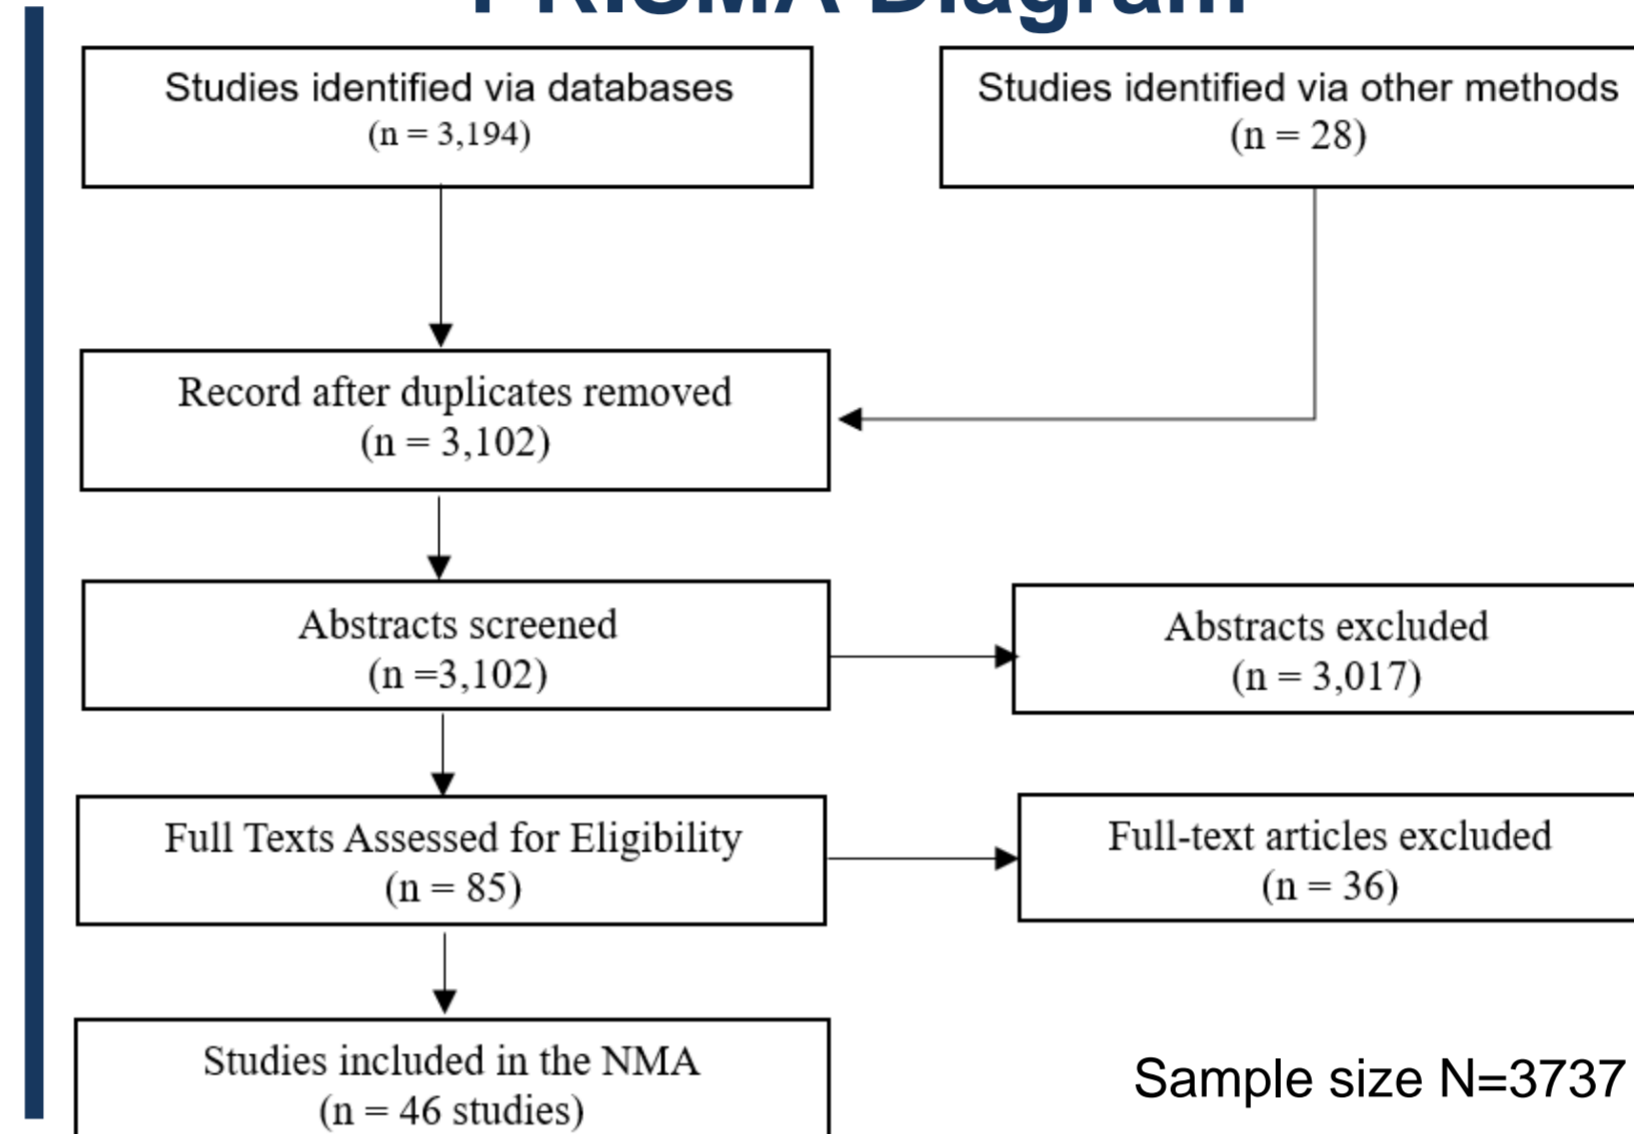 PRISMA Diagram
Studies identified via databases
(n = 3,194)
Studies identified via other methods
(n = 28)
Record after duplicates removed
(n = 3,102)
Abstracts screened
(n =3,102)
Abstracts excluded
(n = 3,017)
Full Texts Assessed for Eligibility
(n = 85)
Full-text articles excluded
(n = 36)
Studies included in the NMA
(n = 46 studies)
Sample size N=3737